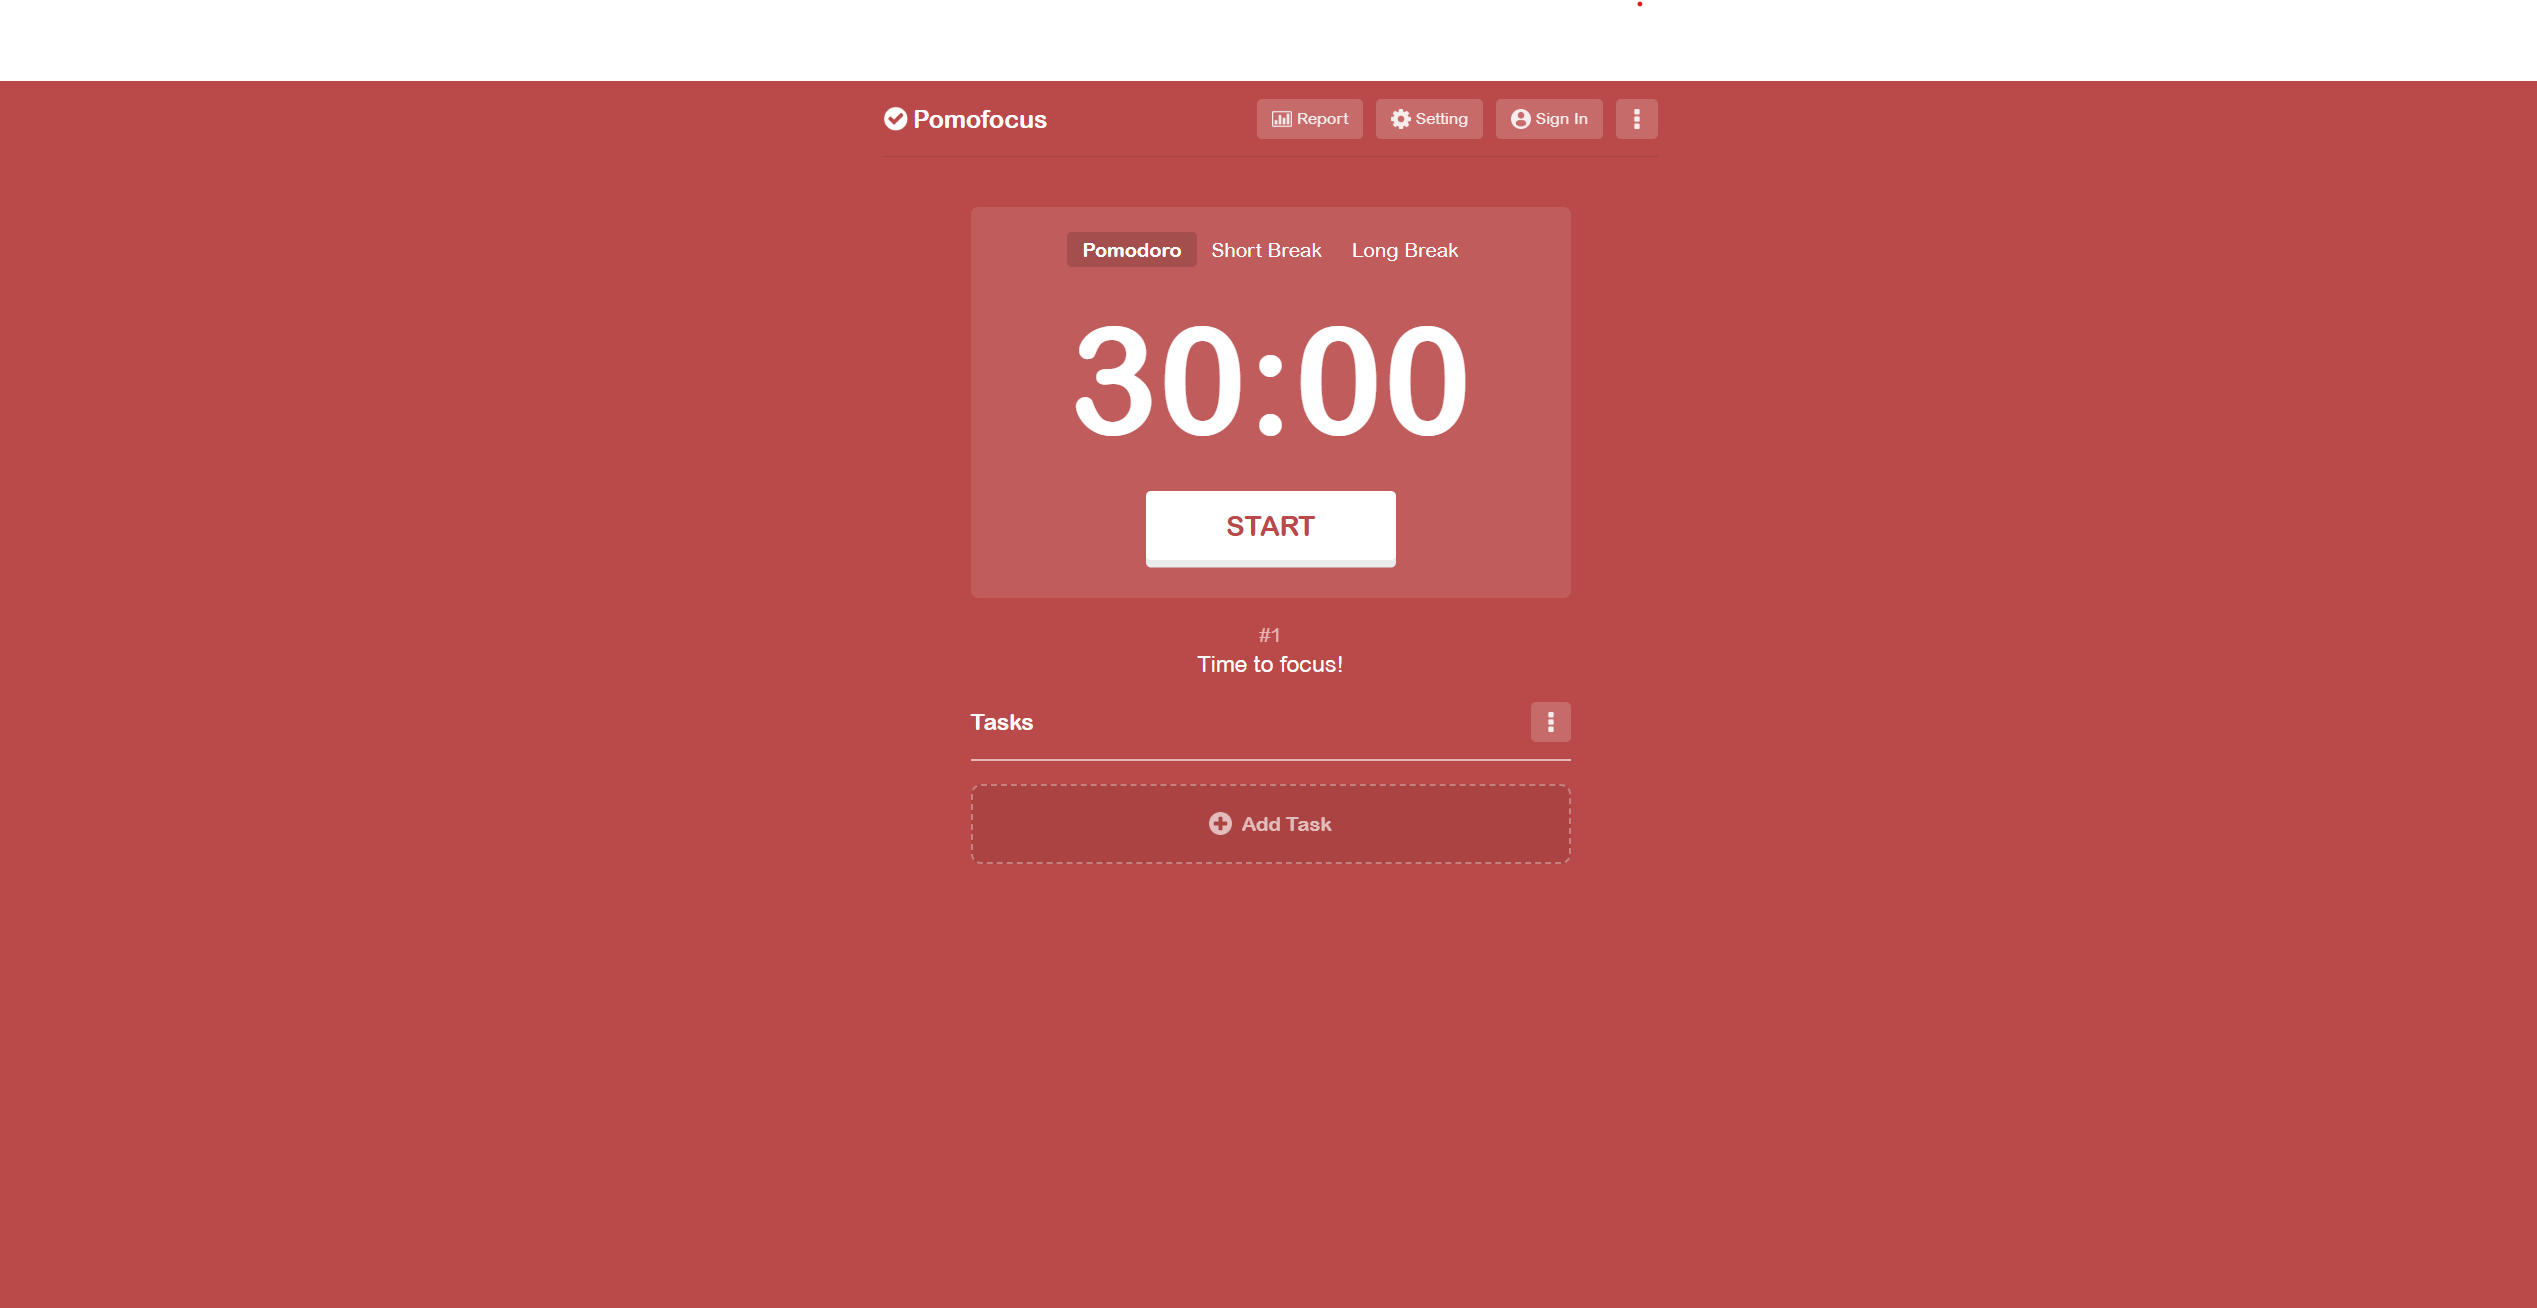 Pomofocus
Report Setting Sign In
Pomodoro Short Break Long Break
30:00
START
#1
Time to focus!
Tasks
Add Task